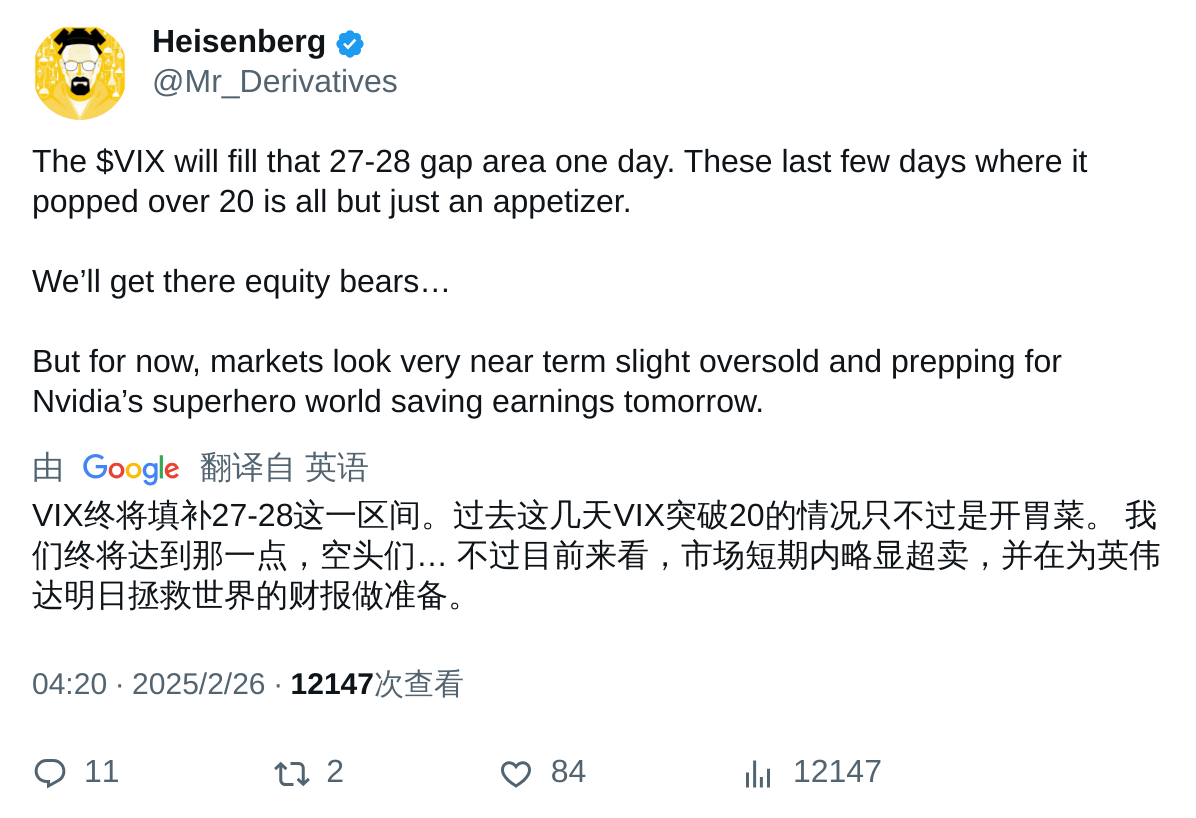 Heisenberg
@Mr_Derivatives
The $VIX will fill that 27-28 gap area one day. These last few days where it
popped over 20 is all but just an appetizer.
We’ll get there equity bears…
But for now, markets look very near term slight oversold and prepping for
Nvidia’s superhero world saving earnings tomorrow.
由 Google 翻译自 英语
VIX终将填补27-28这一区间。过去这几天VIX突破20的情况只不过是开胃菜。 我
们终将达到那一点，空头们… 不过目前来看，市场短期内略显超卖，并在为英伟
达明日拯救世界的财报做准备。
04:20 · 2025/2/26 · 12147次查看
11 2 84 12147